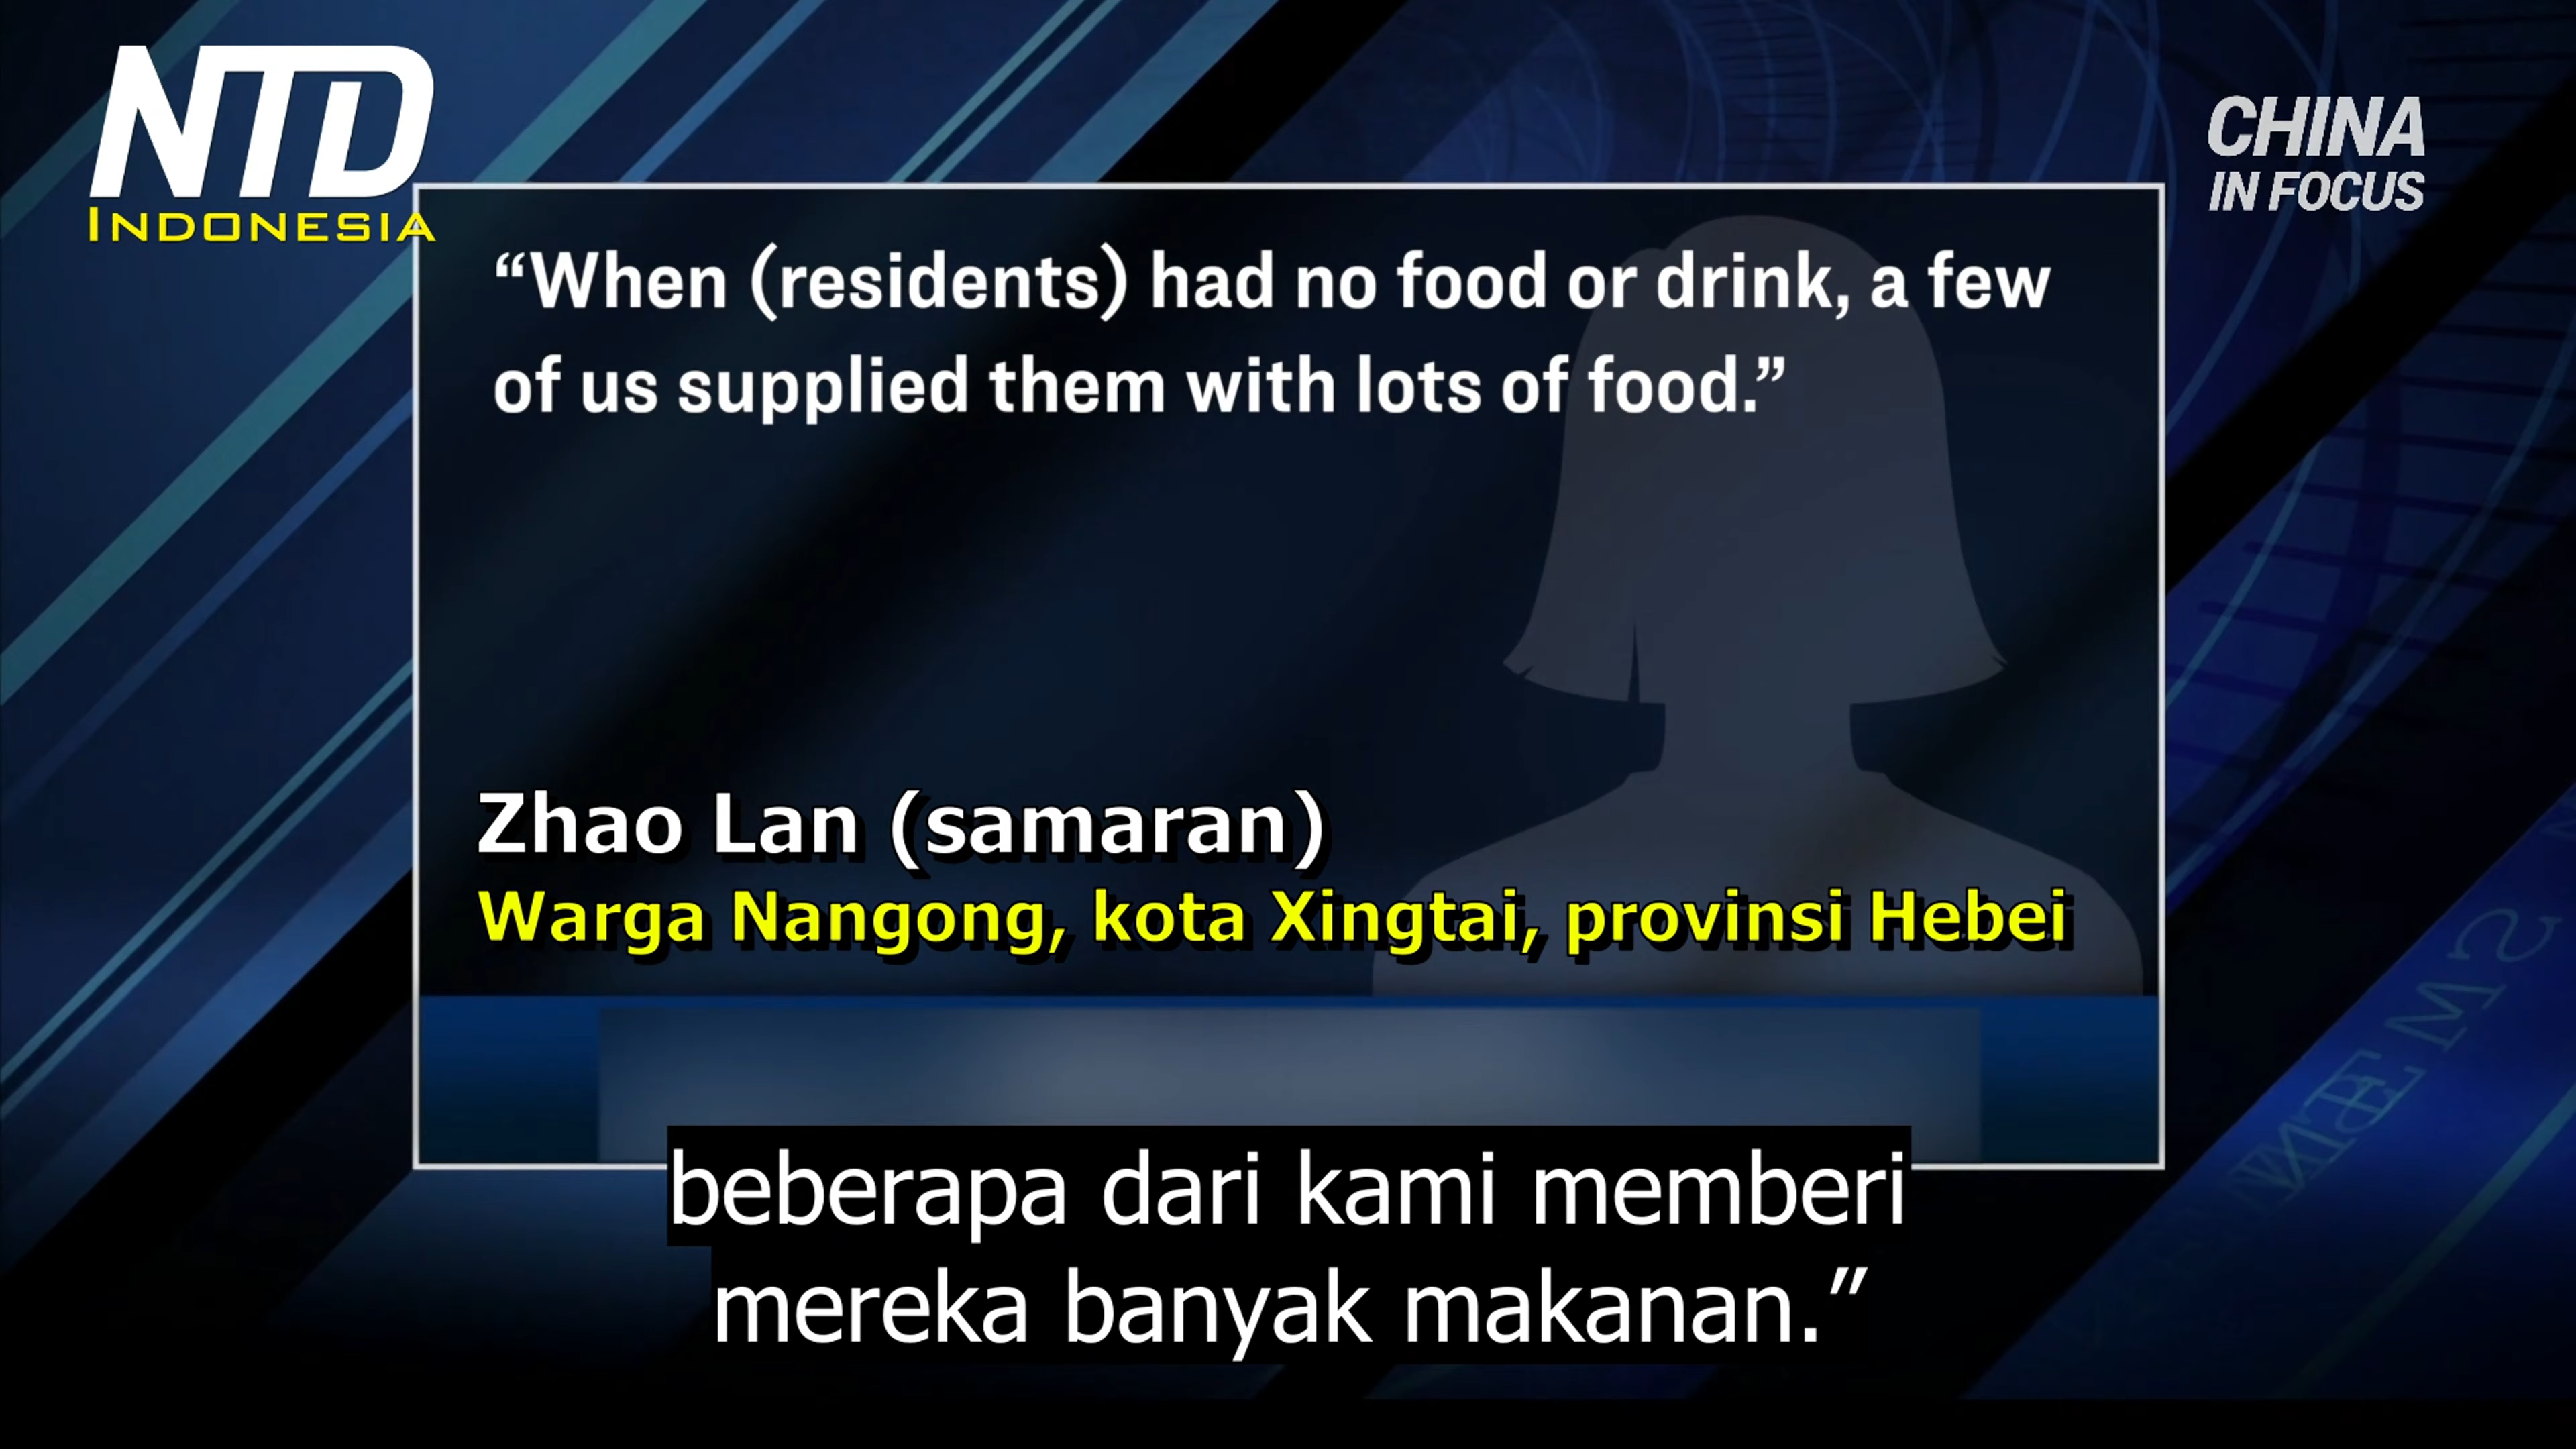 NTD
INDONESIA
CHINA
IN FOCUS
“When (residents) had no food or drink, a few
of us supplied them with lots of food.”
Zhao Lan (samaran)
Warga Nangong, kota Xingtai, provinsi Hebei
beberapa dari kami memberi
mereka banyak makanan.”